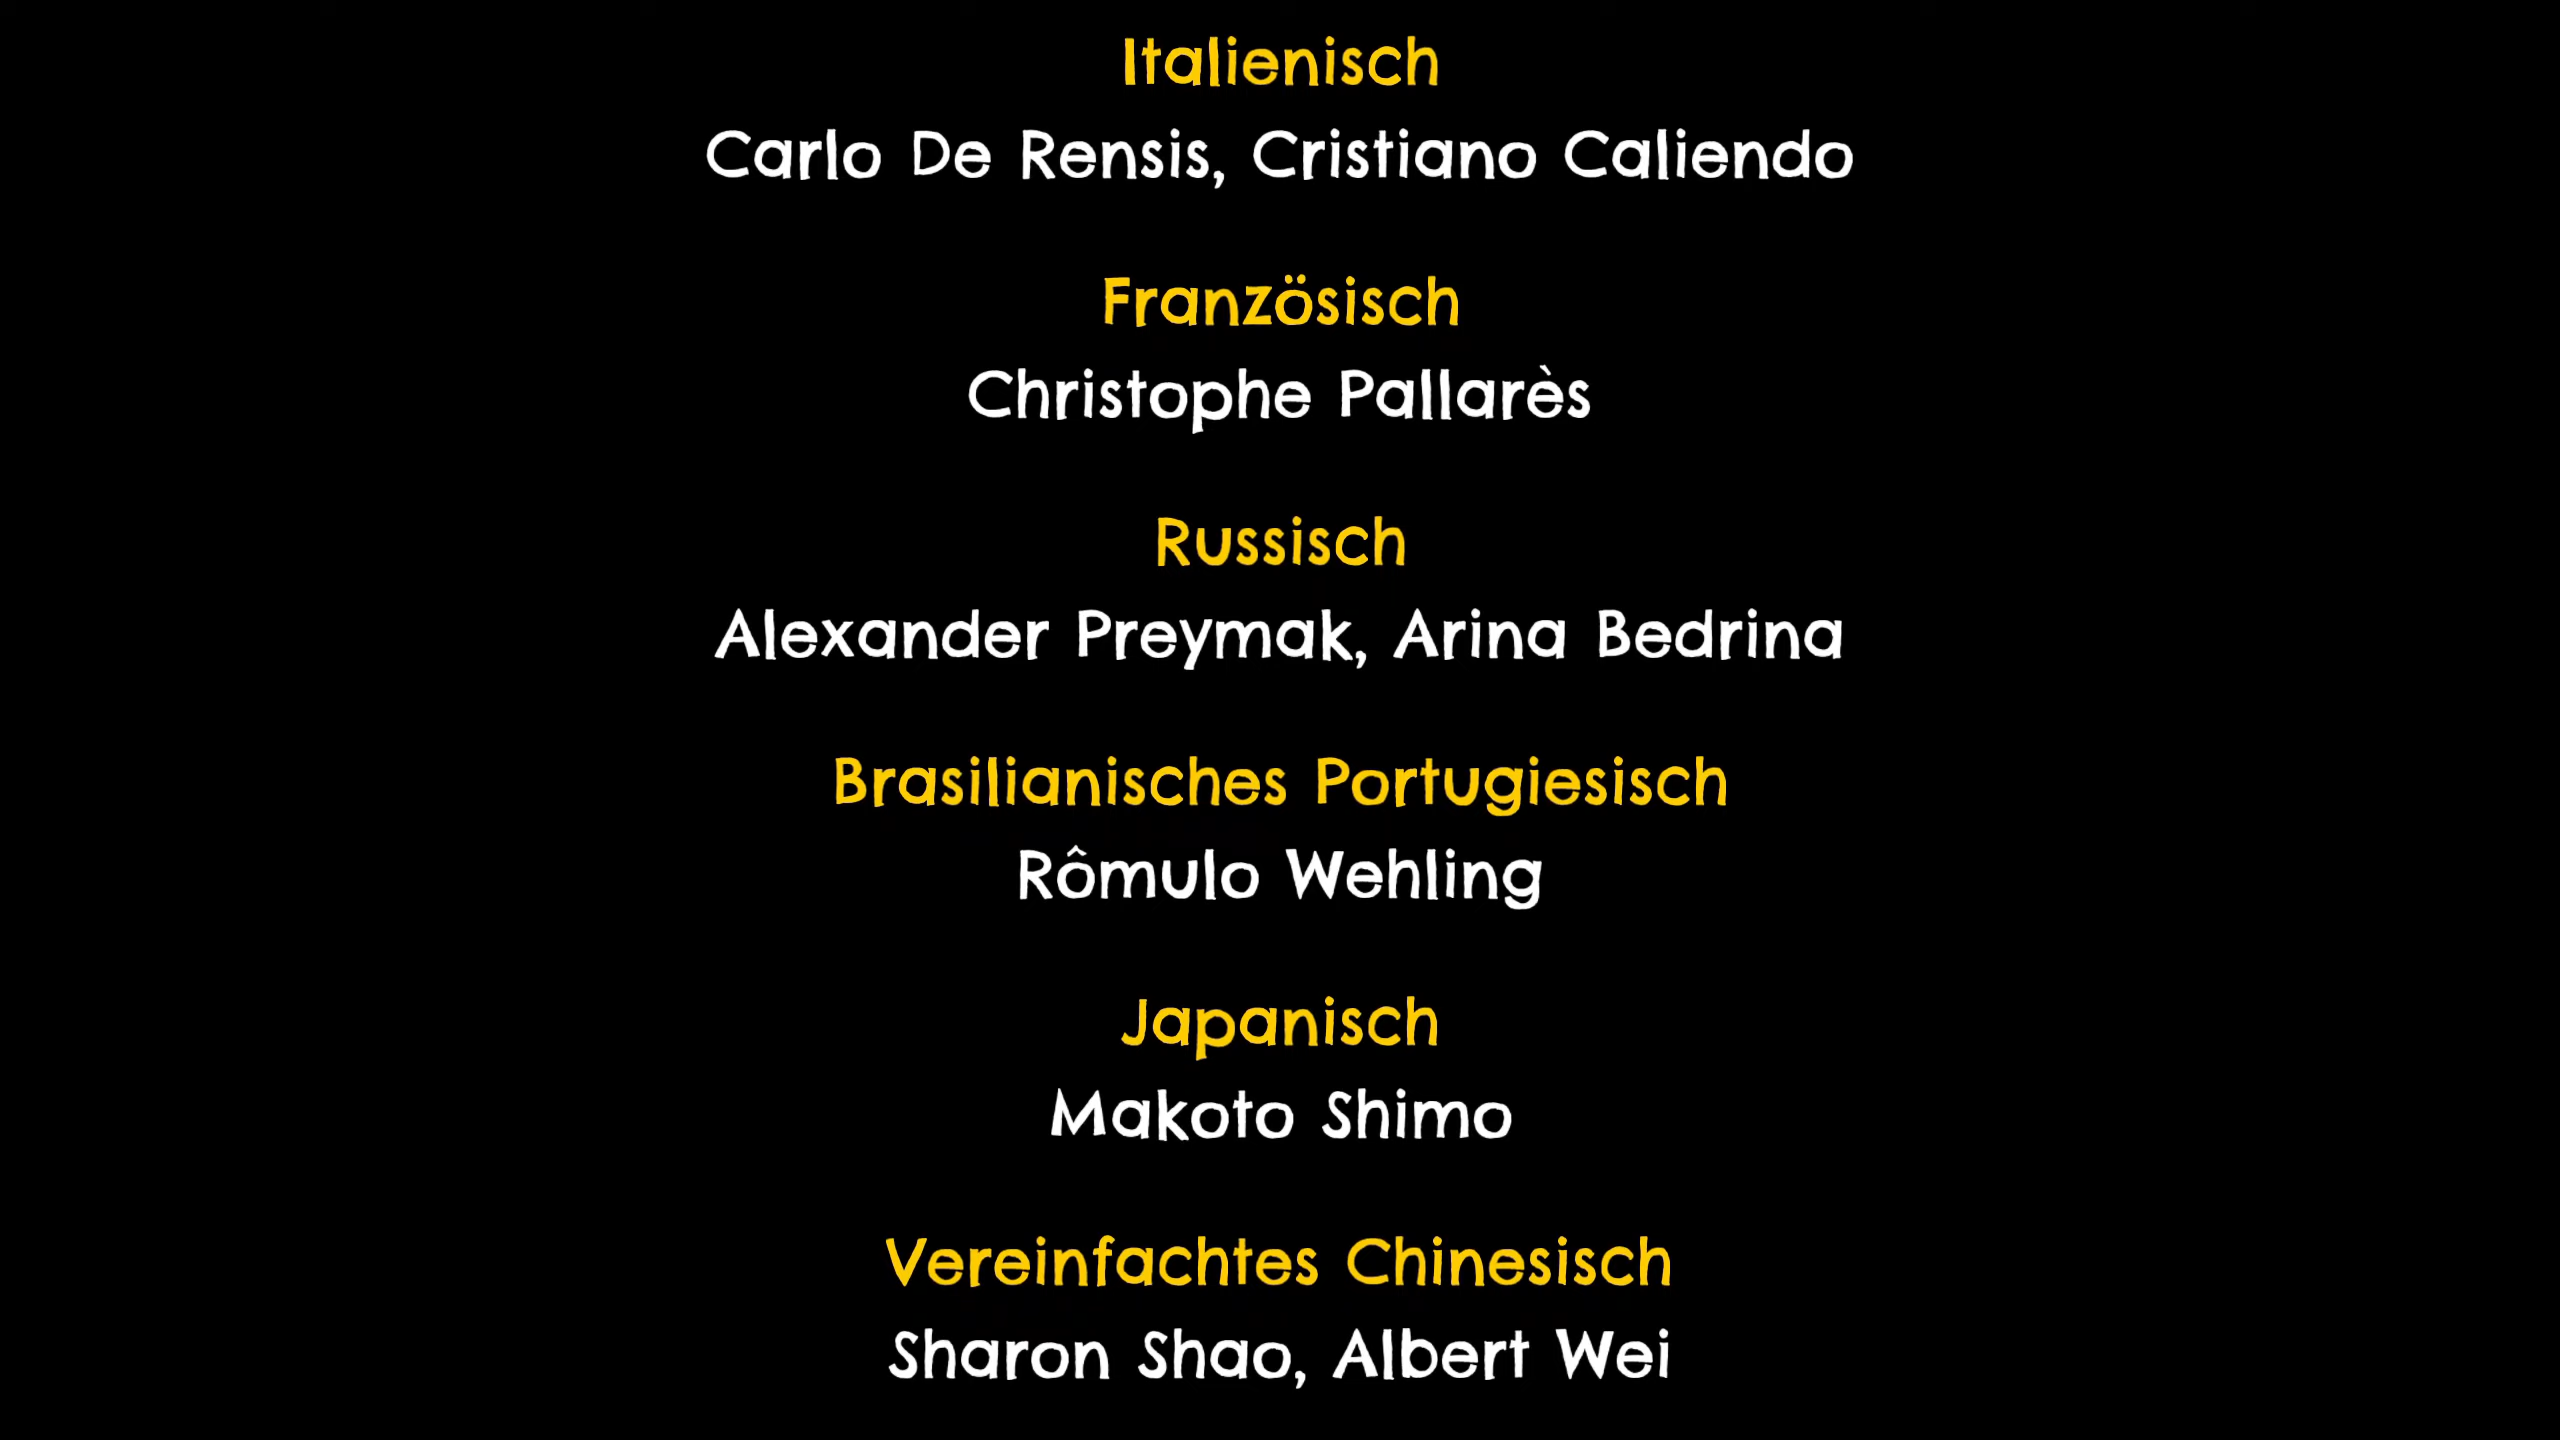 Italienisch
Carlo De Rensis, Cristiano Caliendo
Französisch
Christophe Pallarès
Russisch
Alexander Preymak, Arina Bedrina
Brasilianisches Portugiesisch
Rômulo Wehling
Japanisch
Makoto Shimo
Vereinfachtes Chinesisch
Sharon Shao, Albert Wei